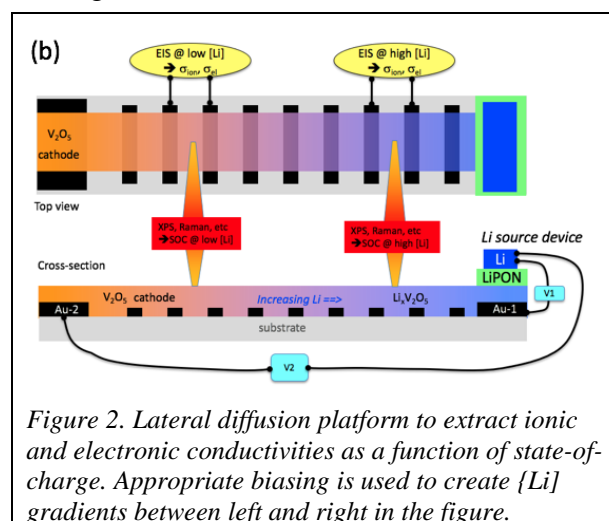 (b)
EIS @ low [Li]
➔ σion, σel
EIS @ high [Li]
➔ σion, σel
V2O5
cathode
Top view
XPS, Raman, etc
➔SOC @ low [Li]
XPS, Raman, etc
➔SOC @ high [Li]
Li source device
Cross-section
Li
LiPON
V1
V2O5 cathode
Increasing Li ==>
LixV2O5
Au-2
Au-1
substrate
V2
Figure 2. Lateral diffusion platform to extract ionic
and electronic conductivities as a function of state-of-
charge. Appropriate biasing is used to create {Li]
gradients between left and right in the figure.